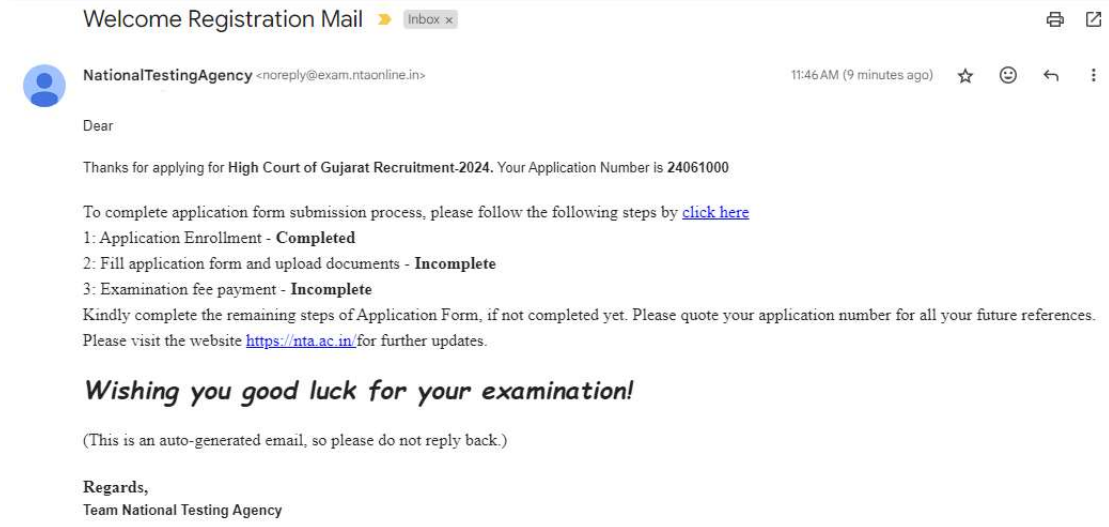 Welcome Registration Mail Inbox x
NationalTestingAgency <noreply@exam.ntaonline.in> 11:46 AM (9 minutes ago)
Dear
Thanks for applying for High Court of Gujarat Recruitment-2024. Your Application Number is 24061000
To complete application form submission process, please follow the following steps by click here
1: Application Enrollment - Completed
2: Fill application form and upload documents - Incomplete
3: Examination fee payment - Incomplete
Kindly complete the remaining steps of Application Form, if not completed yet. Please quote your application number for all your future references.
Please visit the website https://nta.ac.in/for further updates.
Wishing you good luck for your examination!
(This is an auto-generated email, so please do not reply back.)
Regards,
Team National Testing Agency